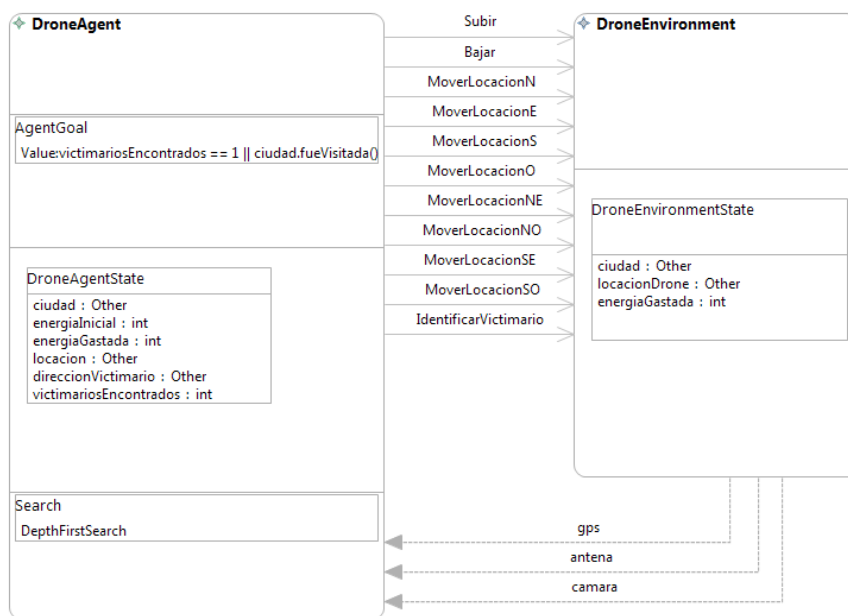 DroneAgent
AgentGoal
Value:victimariosEncontrados == 1 || ciudad.fueVisitada()
DroneAgentState
ciudad : Other
energiaInicial : int
energiaGastada : int
locacion : Other
direccionVictimario : Other
victimariosEncontrados : int
Search
DepthFirstSearch
Subir
Bajar
MoverLocacionN
MoverLocacionE
MoverLocacionS
MoverLocacionO
MoverLocacionNE
MoverLocacionNO
MoverLocacionSE
MoverLocacionSO
IdentificarVictimario
DroneEnvironment
DroneEnvironmentState
ciudad : Other
locacionDrone : Other
energiaGastada : int
gps
antena
camara